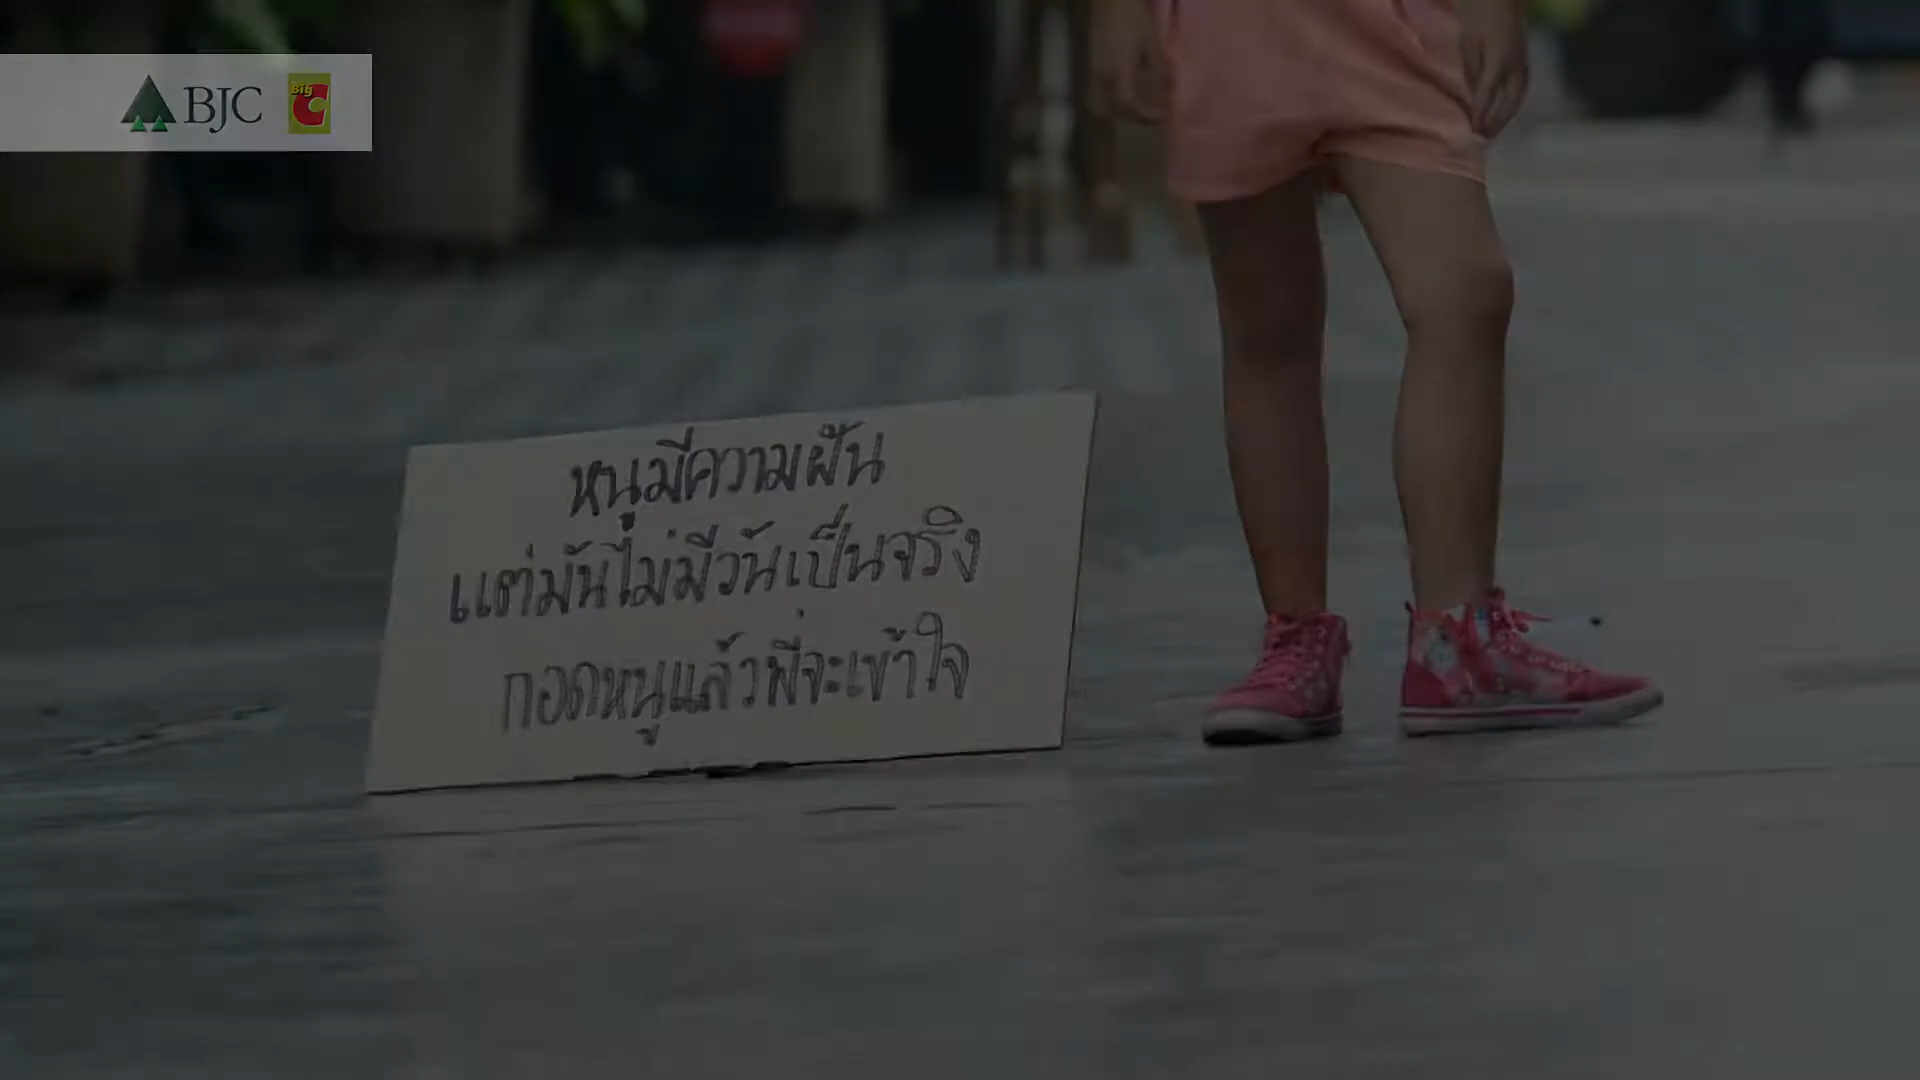 BJC
Big C
หนูมีความฝัน
แต่มันไม่มีวันเป็นจริง
กอดหนูแล้วพี่จะเข้าใจ